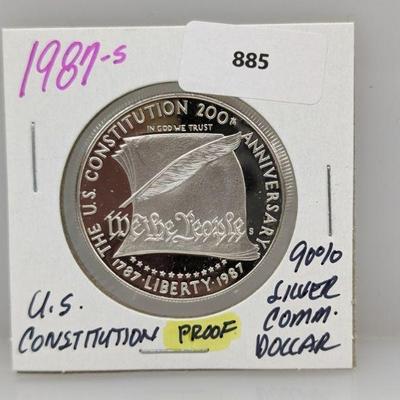 1987-S
885
THE U.S. CONSTITUTION 200TH ANNIVERSARY
IN GOD WE TRUST
We the People
S
1787 · LIBERTY · 1987
U.S.
CONSTITUTION PROOF
90%
SILVER
COMM.
DOLLAR